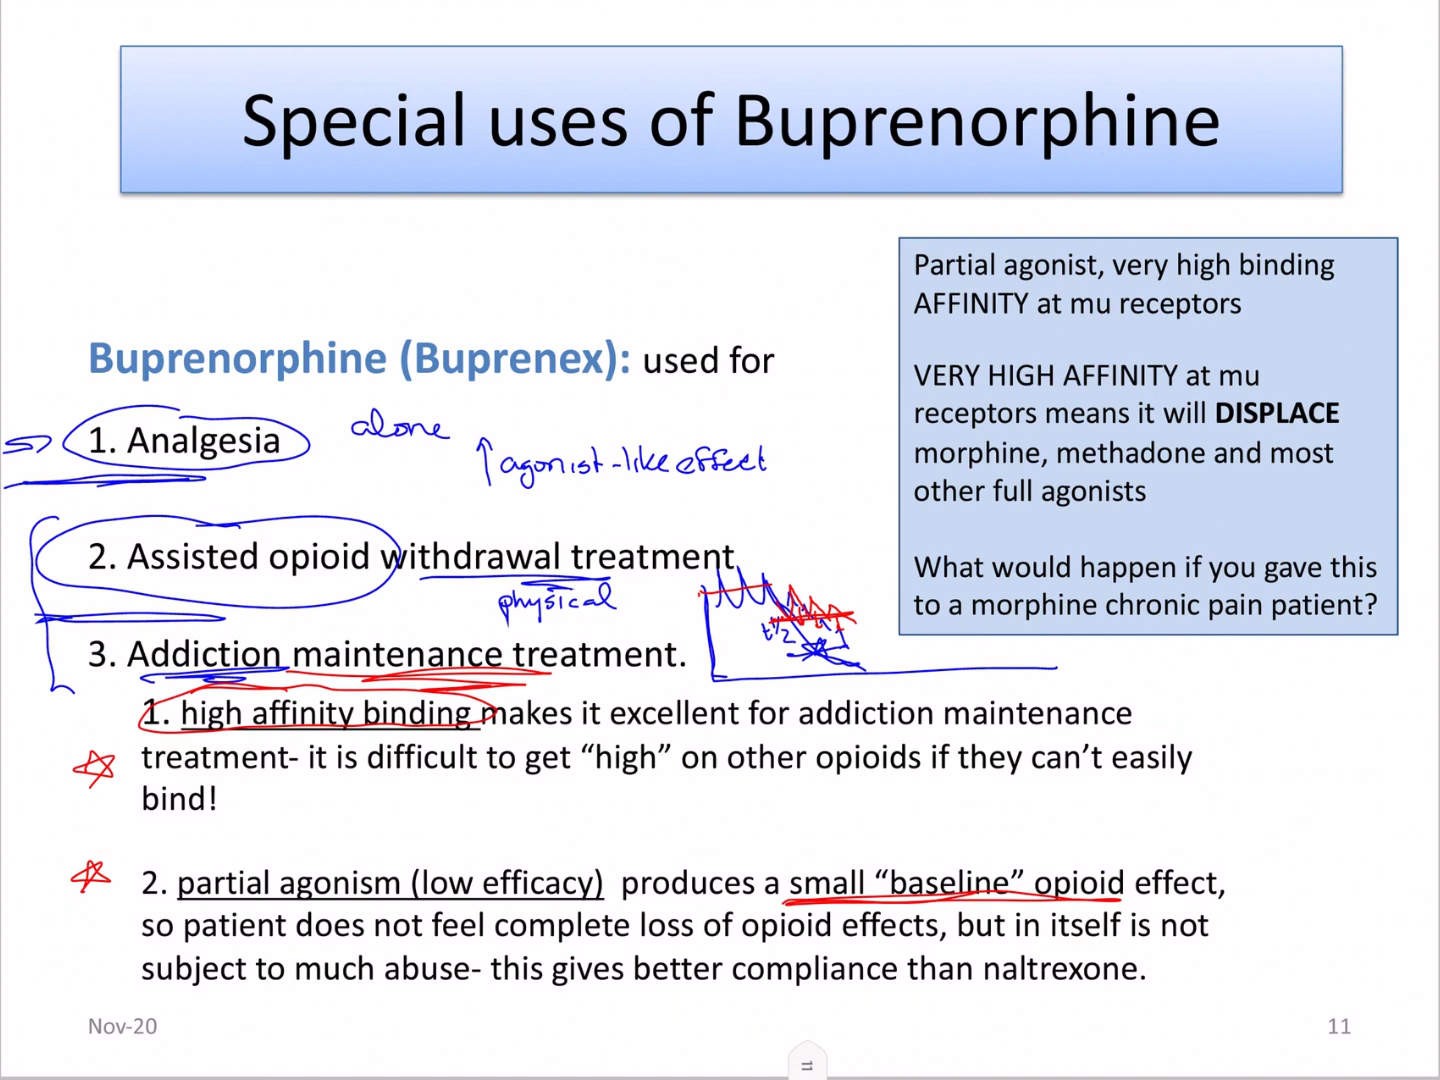 Special uses of Buprenorphine
Partial agonist, very high binding
AFFINITY at mu receptors
VERY HIGH AFFINITY at mu
receptors means it will DISPLACE
morphine, methadone and most
other full agonists
What would happen if you gave this
to a morphine chronic pain patient?
Buprenorphine (Buprenex): used for
1. Analgesia
alone
↑ agonist-like effect
2. Assisted opioid withdrawal treatment
physical
t½
3. Addiction maintenance treatment.
1. high affinity binding makes it excellent for addiction maintenance
treatment- it is difficult to get “high” on other opioids if they can’t easily
bind!
2. partial agonism (low efficacy) produces a small “baseline” opioid effect,
so patient does not feel complete loss of opioid effects, but in itself is not
subject to much abuse- this gives better compliance than naltrexone.
Nov-20
11